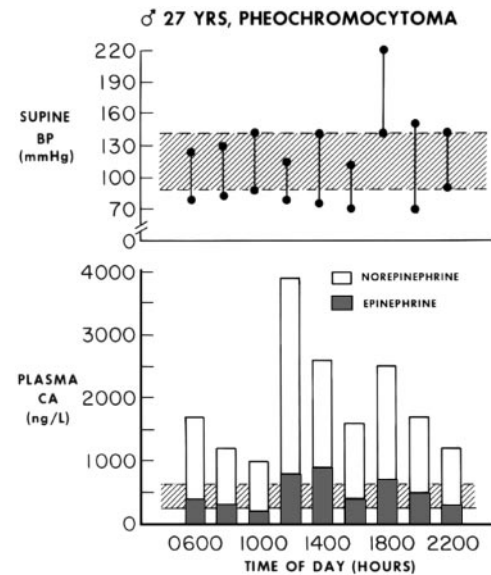 ♂ 27 YRS, PHEOCHROMOCYTOMA
220
190
160
130
100
70
0
SUPINE
BP
(mmHg)
NOREPINEPHRINE
EPINEPHRINE
4000
3000
2000
1000
0
PLASMA
CA
(ng/L)
0600 1000 1400 1800 2200
TIME OF DAY (HOURS)